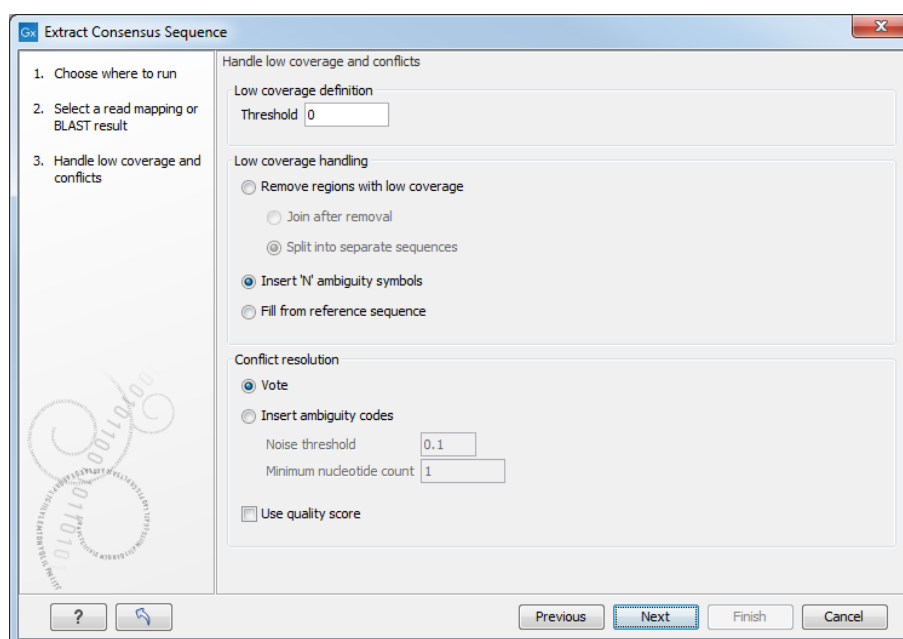 Gx Extract Consensus Sequence
1. Choose where to run
2. Select a read mapping or
BLAST result
3. Handle low coverage and
conflicts
Handle low coverage and conflicts
Low coverage definition
Threshold 0
Low coverage handling
Remove regions with low coverage
Join after removal
Split into separate sequences
Insert 'N' ambiguity symbols
Fill from reference sequence
Conflict resolution
Vote
Insert ambiguity codes
Noise threshold 0.1
Minimum nucleotide count 1
Use quality score
? Previous Next Finish Cancel